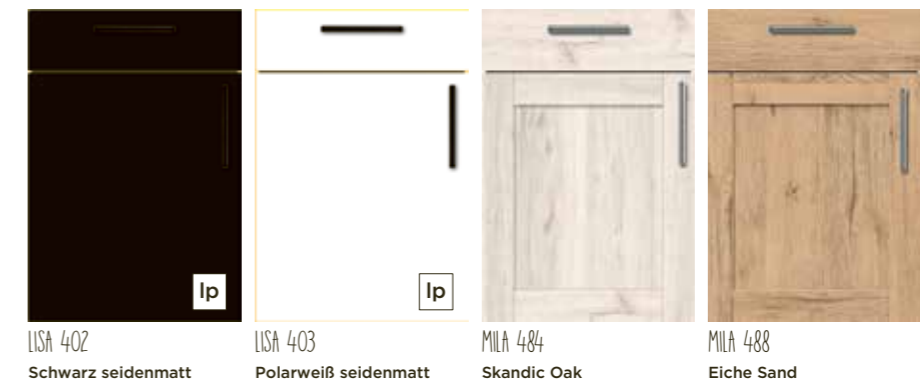 lp
lp
LISA 402
Schwarz seidenmatt
LISA 403
Polarweiß seidenmatt
MILA 484
Skandic Oak
MILA 488
Eiche Sand